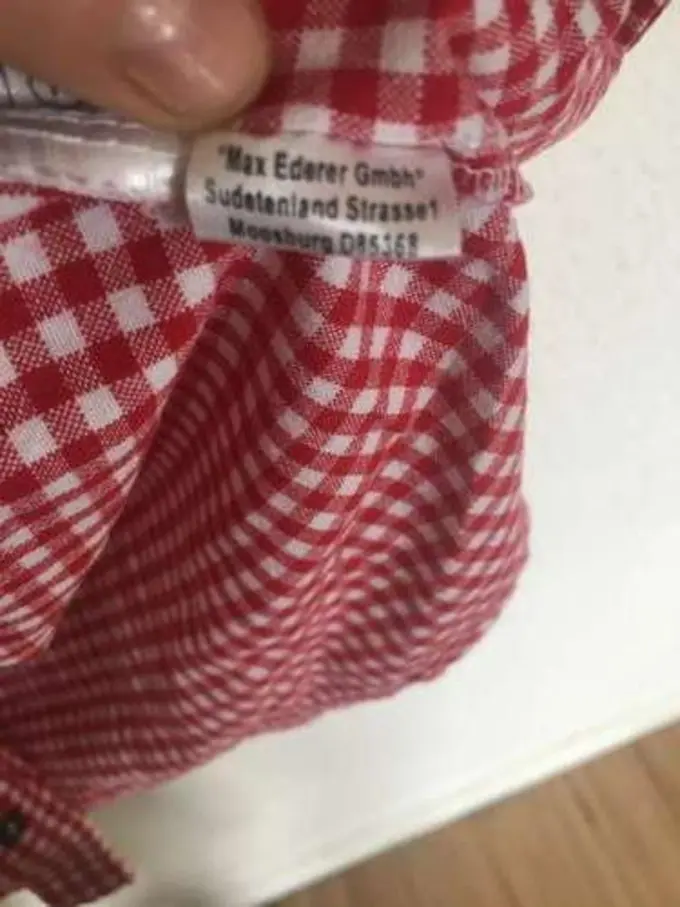 "Max Ederer Gmbh"
Sudetenland Strasse1
Moosburg D85368